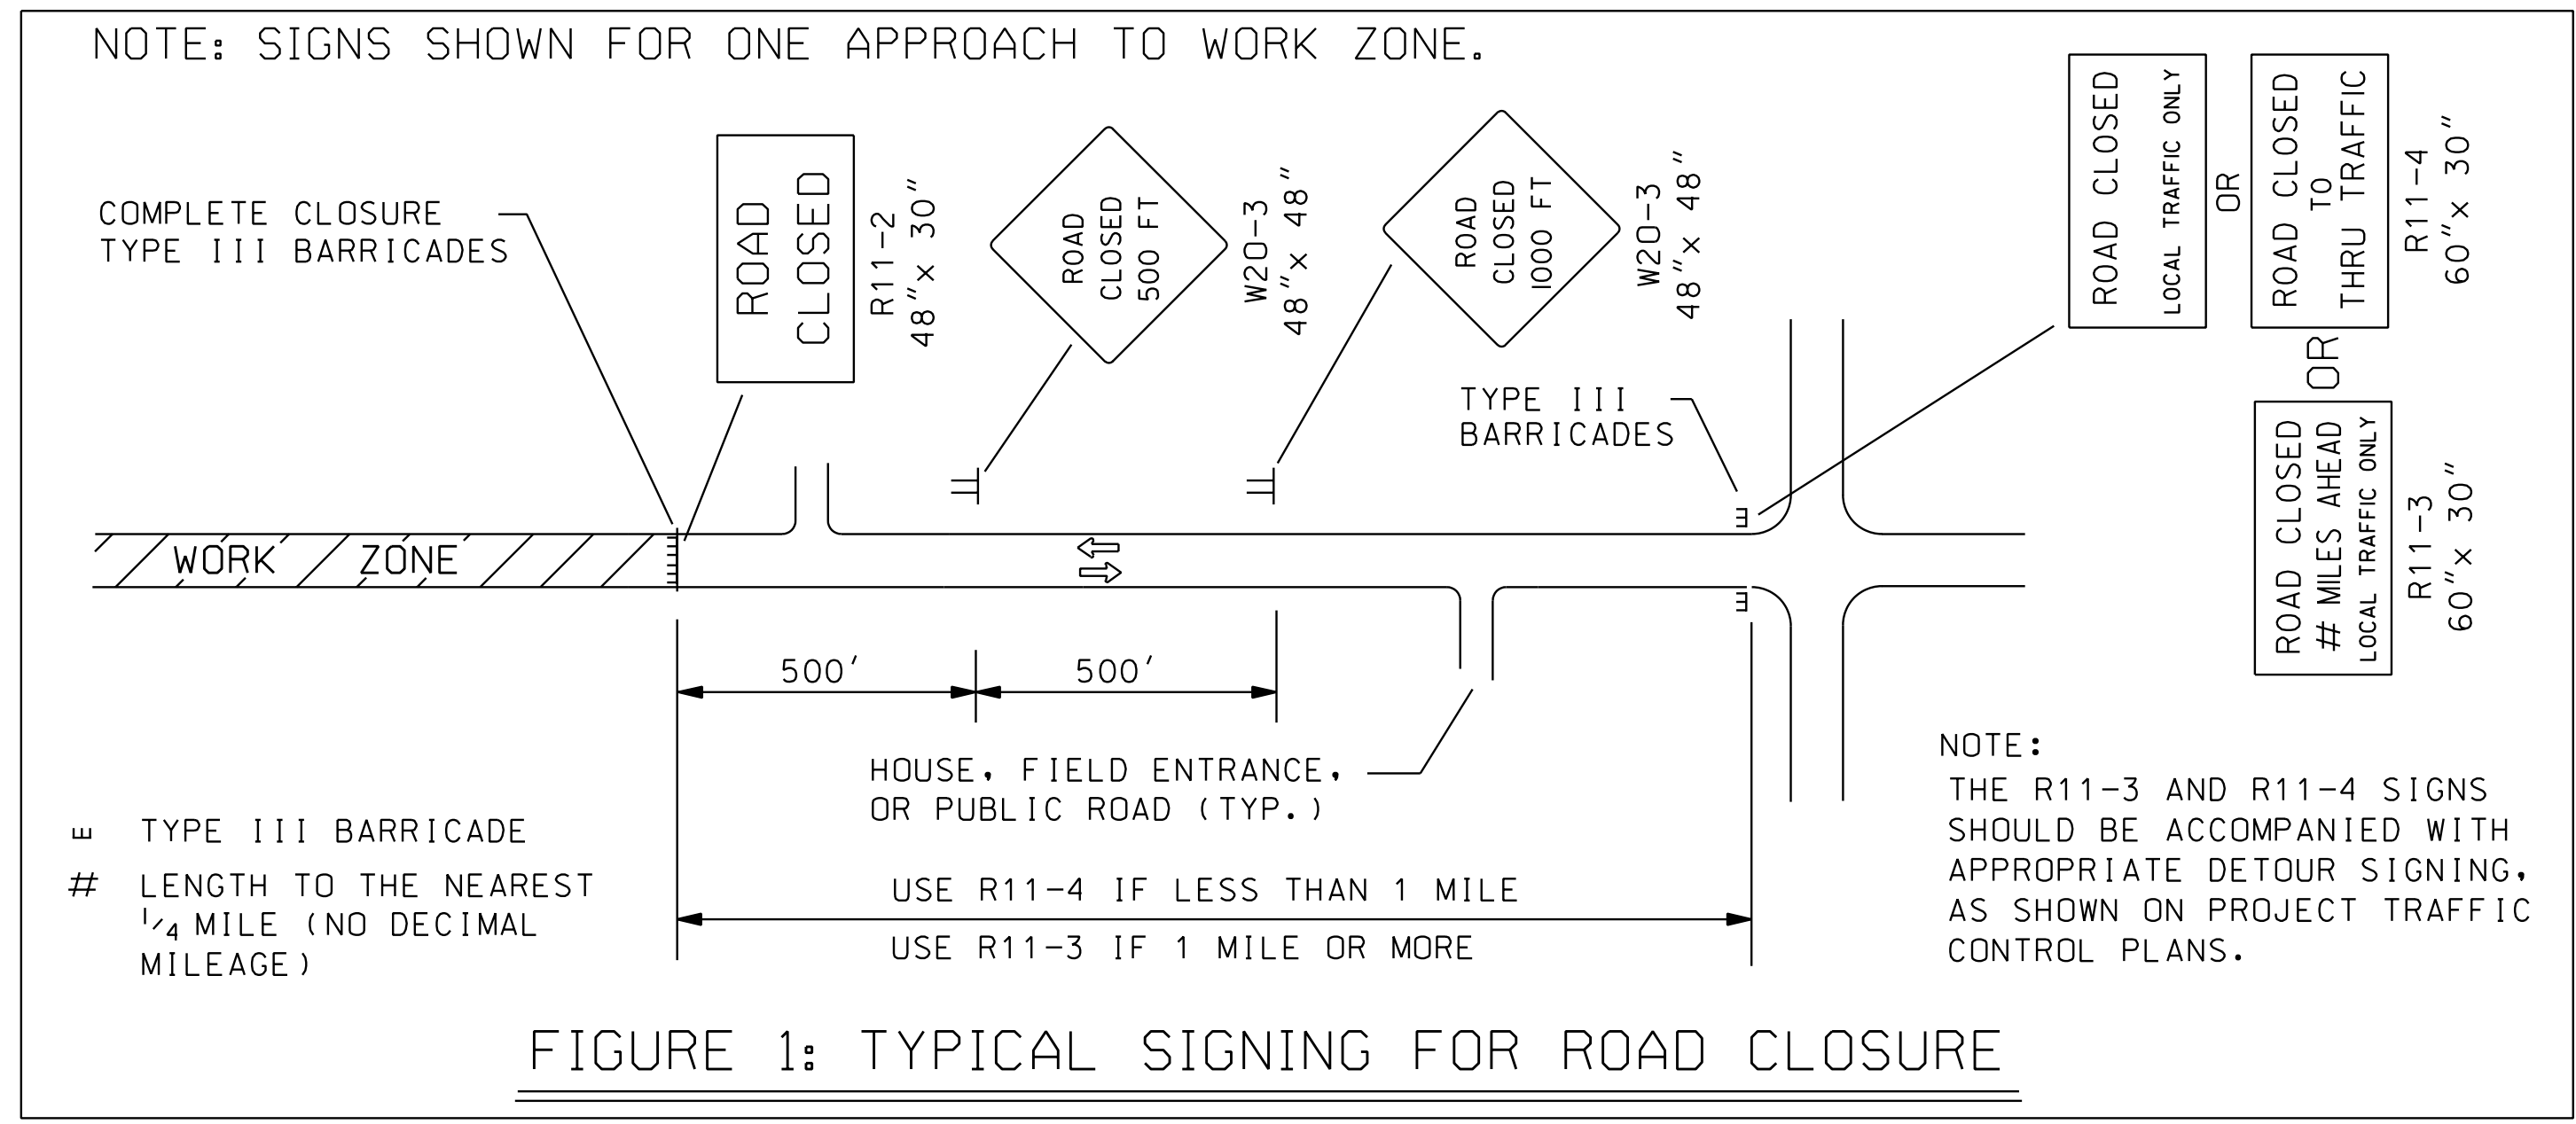 NOTE: SIGNS SHOWN FOR ONE APPROACH TO WORK ZONE.
COMPLETE CLOSURE
TYPE III BARRICADES
ROAD
CLOSED
R11-2
48"x 30"
ROAD
CLOSED
500 FT
W20-3
48"x 48"
ROAD
CLOSED
1000 FT
W20-3
48"x 48"
TYPE III
BARRICADES
ROAD CLOSED
LOCAL TRAFFIC ONLY
OR
ROAD CLOSED
TO
THRU TRAFFIC
R11-4
60"x 30"
OR
ROAD CLOSED
# MILES AHEAD
LOCAL TRAFFIC ONLY
R11-3
60"x 30"
WORK ZONE
500'
500'
HOUSE, FIELD ENTRANCE,
OR PUBLIC ROAD (TYP.)
TYPE III BARRICADE
# LENGTH TO THE NEAREST
1/4 MILE (NO DECIMAL
MILEAGE)
USE R11-4 IF LESS THAN 1 MILE
USE R11-3 IF 1 MILE OR MORE
NOTE:
THE R11-3 AND R11-4 SIGNS
SHOULD BE ACCOMPANIED WITH
APPROPRIATE DETOUR SIGNING,
AS SHOWN ON PROJECT TRAFFIC
CONTROL PLANS.
FIGURE 1: TYPICAL SIGNING FOR ROAD CLOSURE